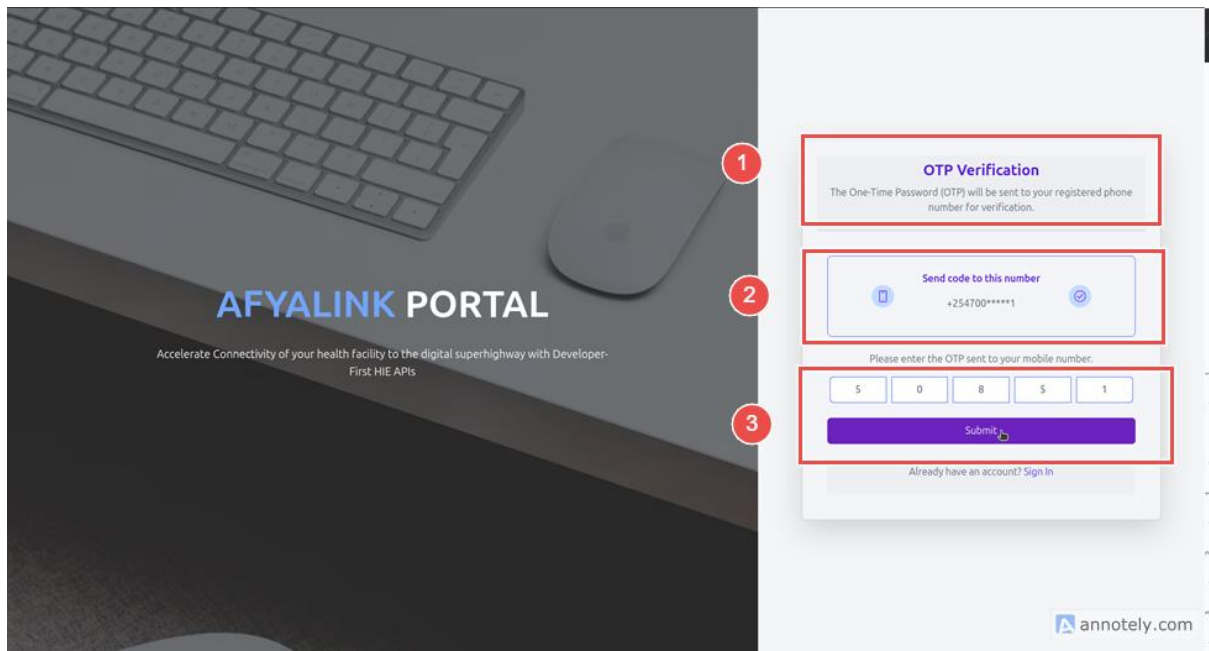 AFYALINK PORTAL
Accelerate Connectivity of your health facility to the digital superhighway with Developer-
First HIE APIs
1
OTP Verification
The One-Time Password (OTP) will be sent to your registered phone
number for verification.
2
Send code to this number
+254700*****1
Please enter the OTP sent to your mobile number.
5 0 8 5 1
3
Submit
Already have an account? Sign In
annotely.com